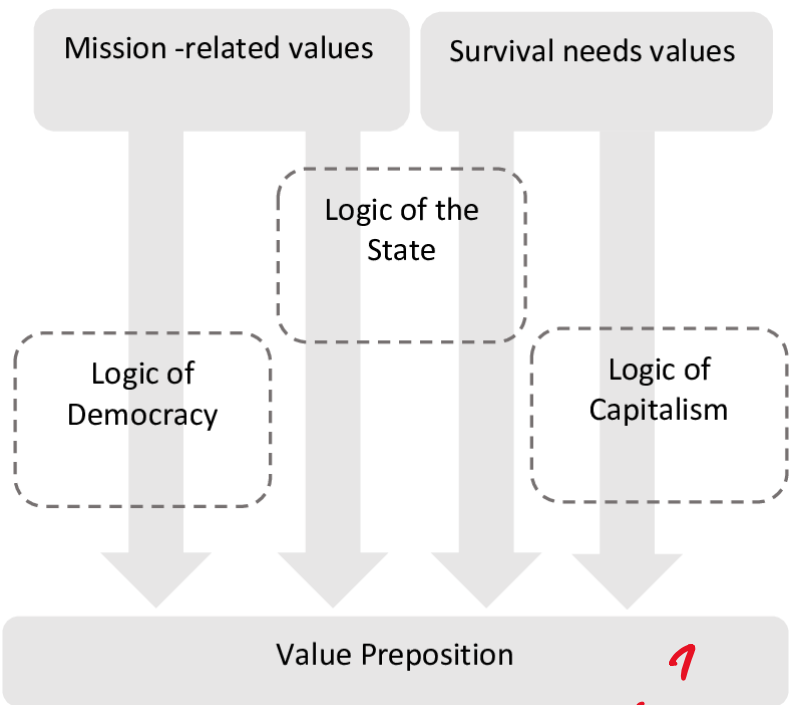 Mission -related values
Survival needs values
Logic of the
State
Logic of
Democracy
Logic of
Capitalism
Value Preposition